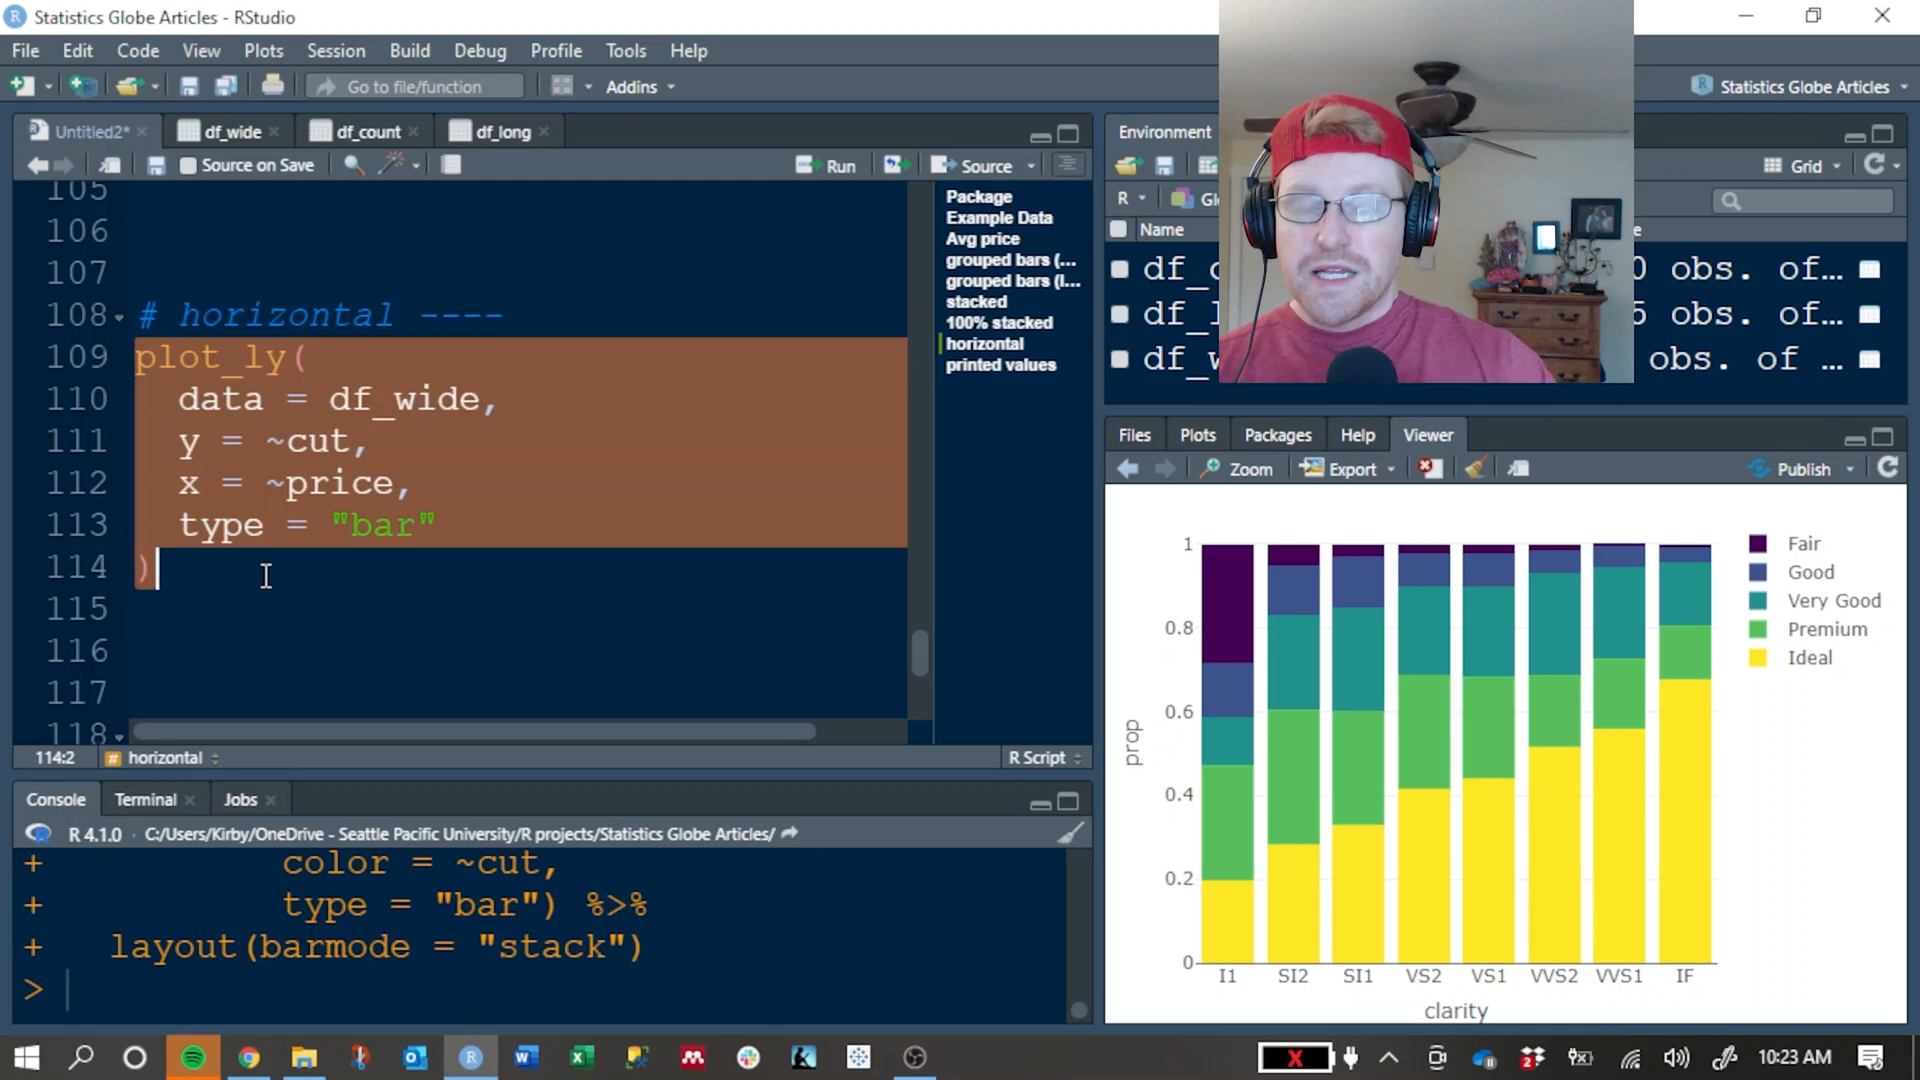 Statistics Globe Articles - RStudio
File Edit Code View Plots Session Build Debug Profile Tools Help
Go to file/function Addins Statistics Globe Articles
Untitled2* df_wide df_count df_long
Source on Save Run Source
105
106
107
108 # horizontal ----
109 plot_ly(
110 data = df_wide,
111 y = ~cut,
112 x = ~price,
113 type = "bar"
114 )
115
116
117
118
Package
Example Data
Avg price
grouped bars (...
grouped bars (l...
stacked
100% stacked
horizontal
printed values
114:2 horizontal R Script
Console Terminal Jobs
R 4.1.0 · C:/Users/Kirby/OneDrive - Seattle Pacific University/R projects/Statistics Globe Articles/
+ color = ~cut,
+ type = "bar") %>%
+ layout(barmode = "stack")
>
Environment
Grid
R
Name
obs. of...
obs. of...
obs. of ...
Files Plots Packages Help Viewer
Zoom Export Publish
1
0.8
0.6
0.4
0.2
0
prop
I1 SI2 SI1 VS2 VS1 VVS2 VVS1 IF
clarity
Fair
Good
Very Good
Premium
Ideal
10:23 AM